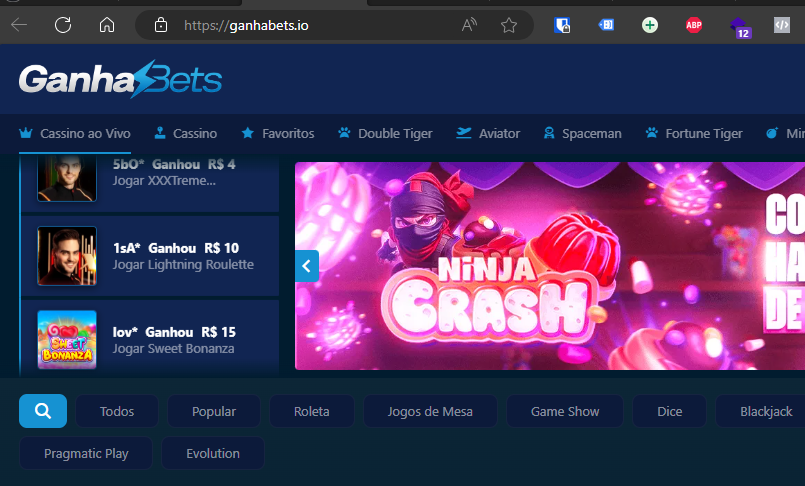 https://ganhabets.io
ABP
12
GanhaBets
Cassino ao Vivo
Cassino
Favoritos
Double Tiger
Aviator
Spaceman
Fortune Tiger
5bO* Ganhou R$ 4
Jogar XXXTreme...
1sA* Ganhou R$ 10
Jogar Lightning Roulette
SWEET BONANZA
lov* Ganhou R$ 15
Jogar Sweet Bonanza
NINJA
CRASH
CO
HA
DE
Todos
Popular
Roleta
Jogos de Mesa
Game Show
Dice
Blackjack
Pragmatic Play
Evolution